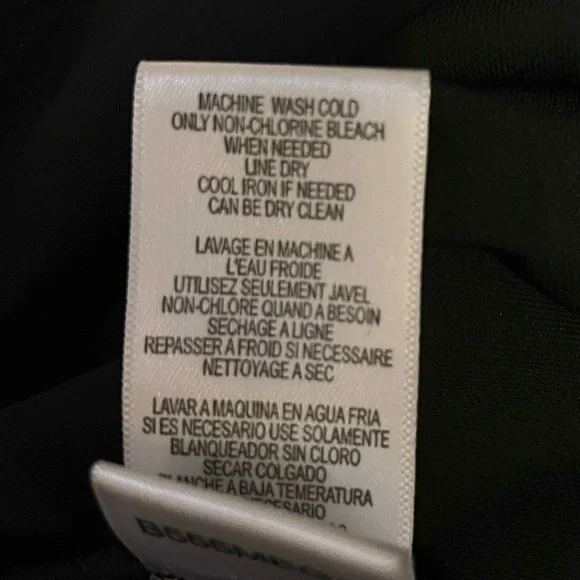 MACHINE WASH COLD
ONLY NON-CHLORINE BLEACH
WHEN NEEDED
LINE DRY
COOL IRON IF NEEDED
CAN BE DRY CLEAN
LAVAGE EN MACHINE A
L'EAU FROIDE
UTILISEZ SEULEMENT JAVEL
NON-CHLORE QUAND A BESOIN
SECHAGE A LIGNE
REPASSER A FROID SI NECESSAIRE
NETTOYAGE A SEC
LAVAR A MAQUINA EN AGUA FRIA
SI ES NECESARIO USE SOLAMENTE
BLANQUEADOR SIN CLORO
SECAR COLGADO
PLANCHE A BAJA TEMERATURA